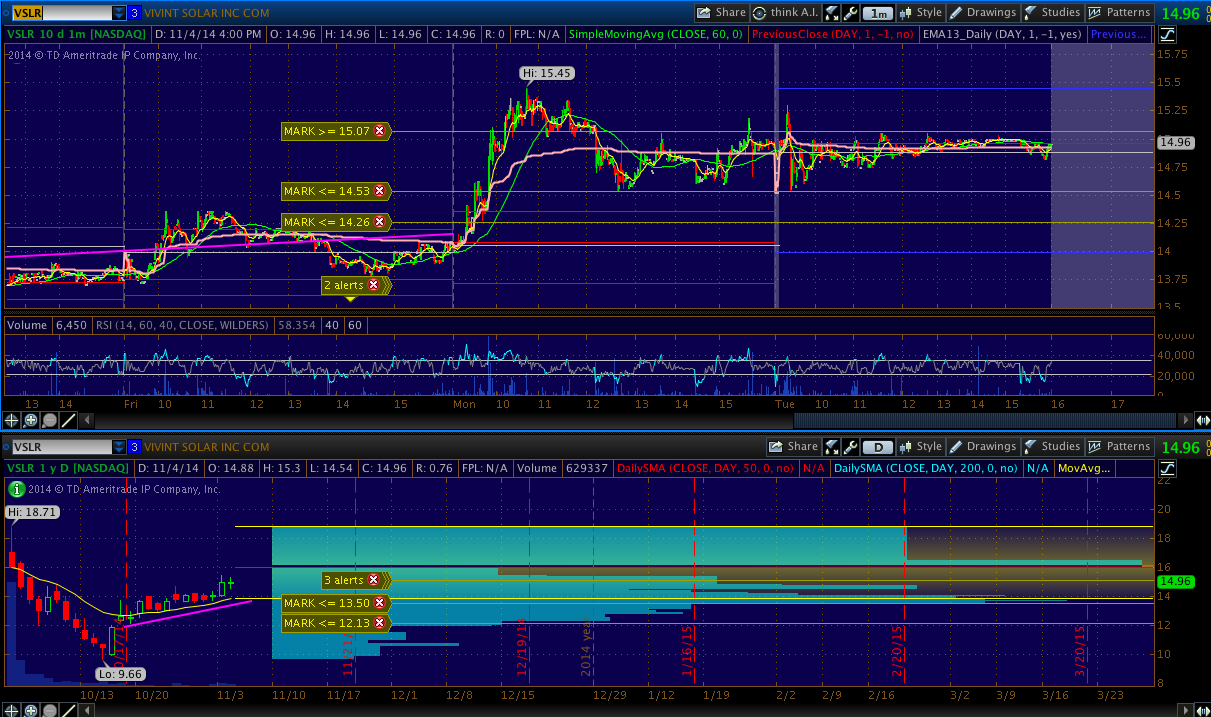 VSLR 3 VIVINT SOLAR INC COM Share think A.I. 1m Style Drawings Studies Patterns 14.96
VSLR 10 d 1m [NASDAQ] D: 11/4/14 4:00 PM O: 14.96 H: 14.96 L: 14.96 C: 14.96 R: 0 FPL: N/A SimpleMovingAvg (CLOSE, 60, 0) PreviousClose (DAY, 1, -1, no) EMA13_Daily (DAY, 1, -1, yes) Previous...
2014 © TD Ameritrade IP Company, Inc.
15.75
Hi: 15.45
15.5
15.25
MARK >= 15.07
14.96
14.75
MARK <= 14.53
14.5
MARK <= 14.26
14.25
14
2 alerts
13.75
13.5
Volume 6,450 RSI (14, 60, 40, CLOSE, WILDERS) 58.354 40 60
60,000
40,000
20,000
0
13 14 Fri 10 11 12 13 14 15 Mon 10 11 12 13 14 15 Tue 10 11 12 13 14 15 16 17
VSLR 3 VIVINT SOLAR INC COM Share D Style Drawings Studies Patterns 14.96
VSLR 1 y D [NASDAQ] D: 11/4/14 O: 14.88 H: 15.3 L: 14.54 C: 14.96 R: 0.76 FPL: N/A Volume 629337 DailySMA (CLOSE, DAY, 50, 0, no) N/A DailySMA (CLOSE, DAY, 200, 0, no) N/A MovAvg...
2014 © TD Ameritrade IP Company, Inc.
22
Hi: 18.71
20
18
16
3 alerts
14.96
14
MARK <= 13.50
MARK <= 12.13
12
10
8
Lo: 9.66
12/19/14
2014 year
1/16/15
2/20/15
3/20/15
10/13 10/20 11/3 11/10 11/17 12/1 12/8 12/15 12/29 1/12 1/19 2/2 2/9 2/16 3/2 3/9 3/16 3/23